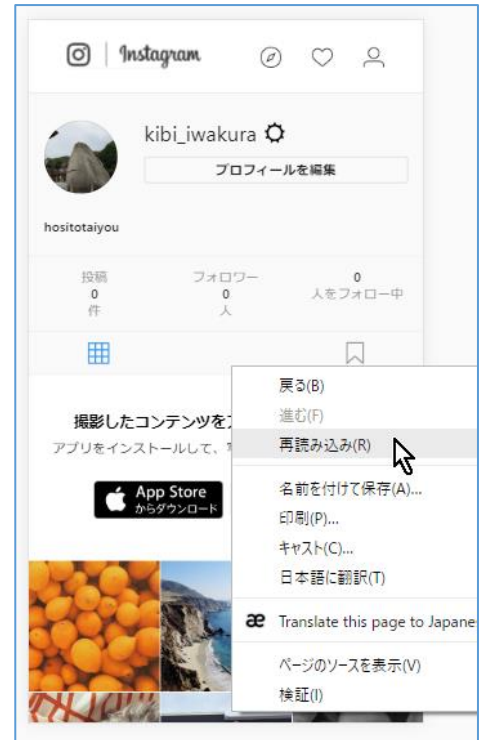 Instagram
kibi_iwakura
プロフィールを編集
hositotaiyou
投稿
0
件
フォロワー
0
人
0
人をフォロー中
撮影したコンテンツを
アプリをインストールして、
App Store
からダウンロード
戻る(B)
進む(F)
再読み込み(R)
名前を付けて保存(A)...
印刷(P)...
キャスト(C)...
日本語に翻訳(T)
æ Translate this page to Japane
ページのソースを表示(V)
検証(I)